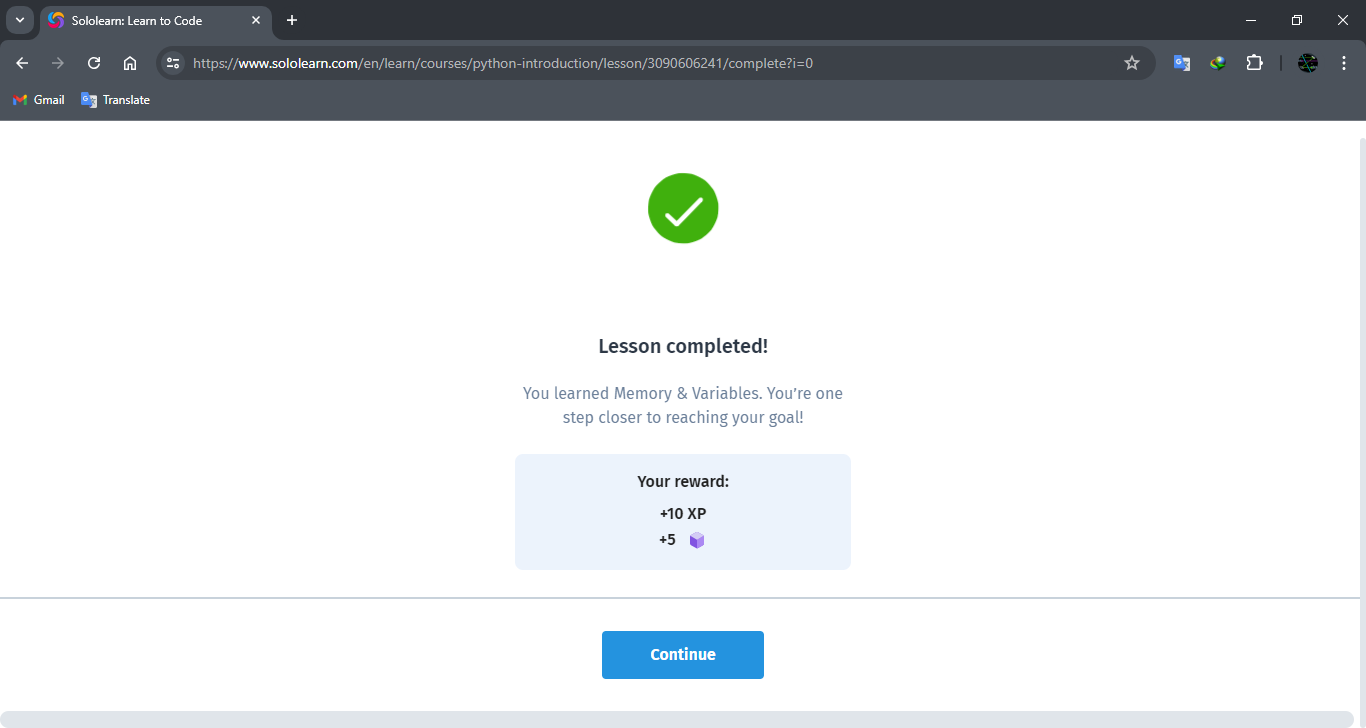 Sololearn: Learn to Code
https://www.sololearn.com/en/learn/courses/python-introduction/lesson/3090606241/complete?i=0
Gmail Translate
Lesson completed!
You learned Memory & Variables. You’re one
step closer to reaching your goal!
Your reward:
+10 XP
+5
Continue